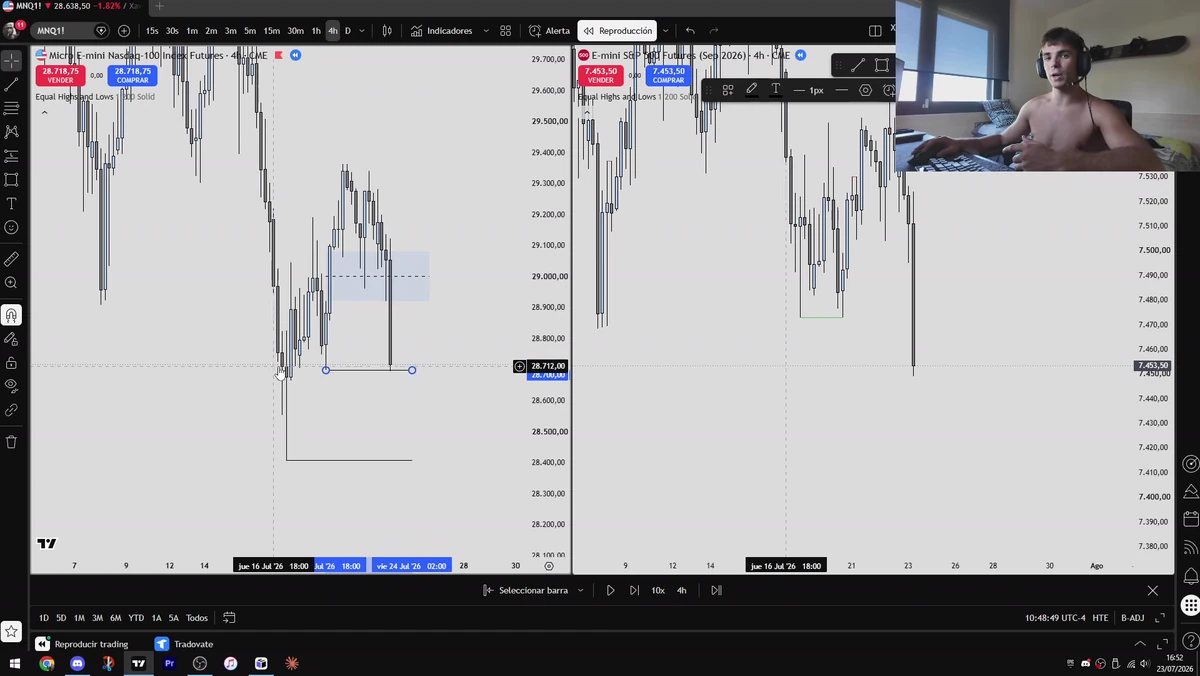 MNQ1! ▼ 28.638,50 −1.82% / Xa
11
MNQ1!
15s 30s 1m 2m 3m 5m 15m 30m 1h 4h D
Indicadores
Alerta
Reproducción
Micro E-mini Nasdaq-100 Index Futures · 4h · CME
28.718,75
VENDER
0,00
28.718,75
COMPRAR
Equal Highs and Lows
29.700,00
29.600,00
29.500,00
29.400,00
29.300,00
29.200,00
29.100,00
29.000,00
28.900,00
28.800,00
28.712,00
28.700,00
28.600,00
28.500,00
28.400,00
28.300,00
28.200,00
28.100,00
7 9 12 14 jue 16 Jul '26 18:00 Jul '26 18:00 vie 24 Jul '26 02:00 28 30
500 E-mini S&P 500 Futures (Sep 2026) · 4h · CME
7.453,50
VENDER
0,00
7.453,50
COMPRAR
Equal Highs and Lows 1 200 Solid
1px
7.530,00
7.520,00
7.510,00
7.500,00
7.490,00
7.480,00
7.470,00
7.460,00
7.453,50
7.450,00
7.440,00
7.430,00
7.420,00
7.410,00
7.400,00
7.390,00
7.380,00
9 12 14 jue 16 Jul '26 18:00 21 23 26 28 30 Ago
Seleccionar barra
10x 4h
1D 5D 1M 3M 6M YTD 1A 5A Todos
10:48:49 UTC-4 HTE B-ADJ
Reproducir trading
Tradovate
16:52
23/07/2026